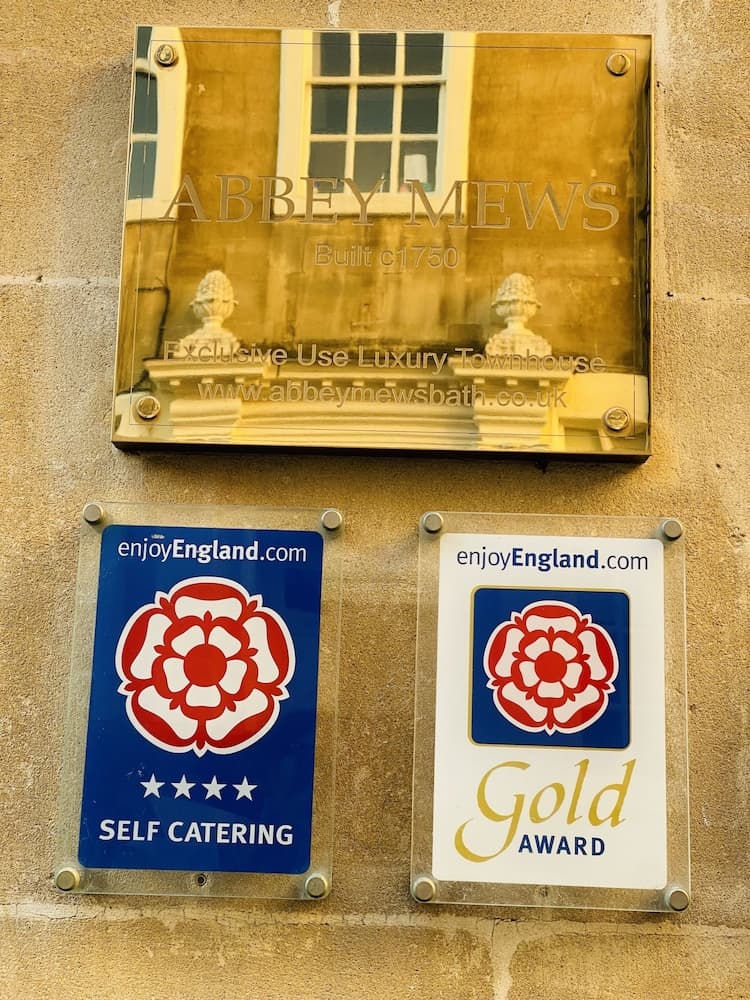 ABBEY MEWS
Built c1750
Exclusive Use Luxury Townhouse
www.abbeymewsbath.co.uk
enjoyEngland.com
SELF CATERING
enjoyEngland.com
Gold
AWARD